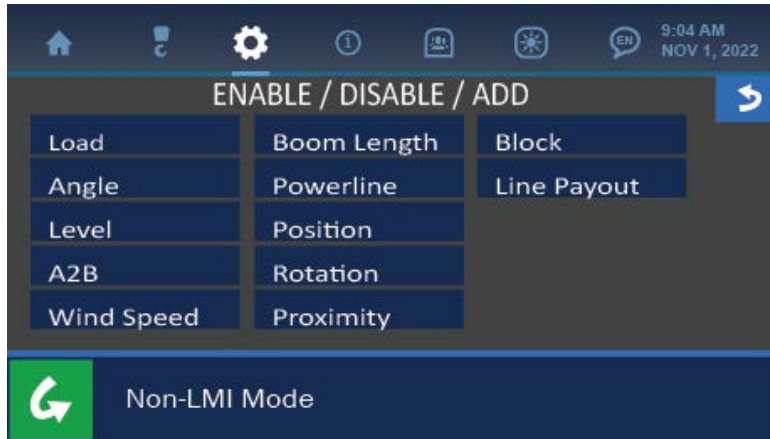 EN
9:04 AM
NOV 1, 2022
ENABLE / DISABLE / ADD
Load
Boom Length
Block
Angle
Powerline
Line Payout
Level
Position
A2B
Rotation
Wind Speed
Proximity
Non-LMI Mode